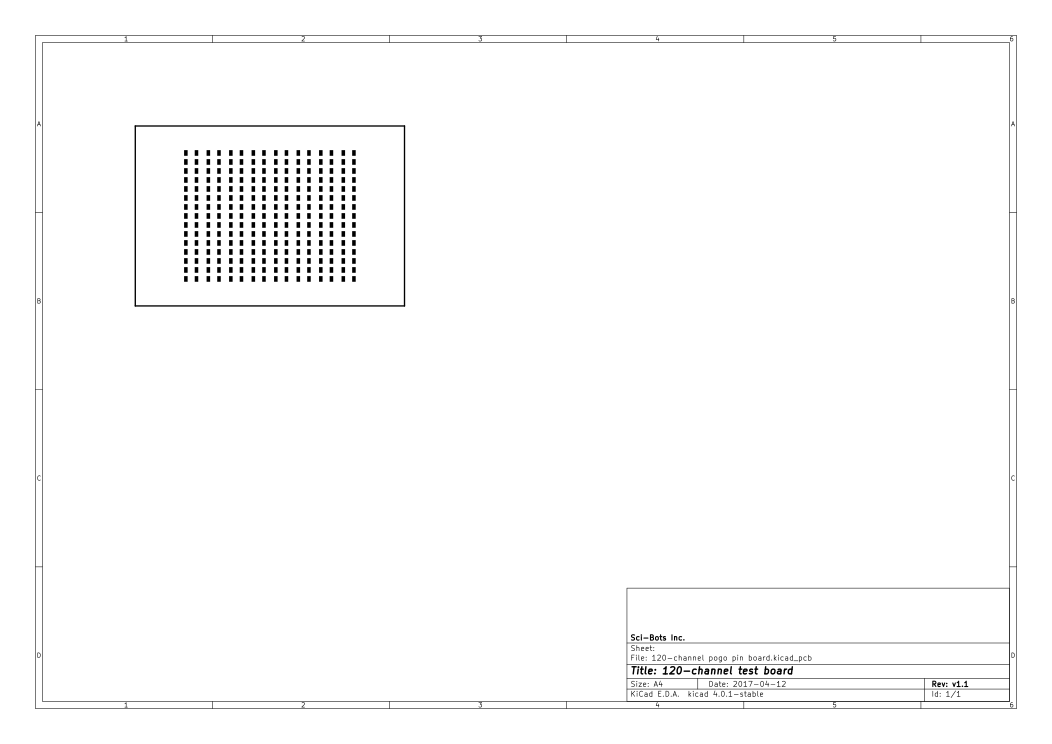 1 2 3 4 5 6
A A
B B
C C
Sci-Bots Inc.
Sheet:
File: 120-channel pogo pin board.kicad_pcb
D D
Title: 120-channel test board
Size: A4 Date: 2017-04-12 Rev: v1.1
KiCad E.D.A. kicad 4.0.1-stable Id: 1/1
1 2 3 4 5 6